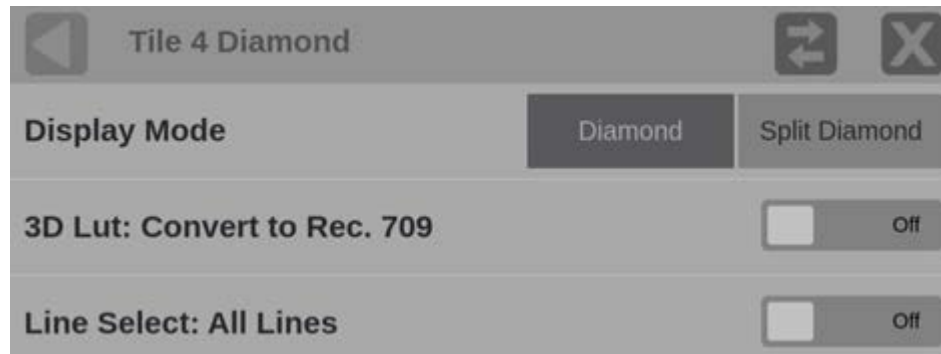 Tile 4 Diamond
Display Mode Diamond Split Diamond
3D Lut: Convert to Rec. 709 Off
Line Select: All Lines Off